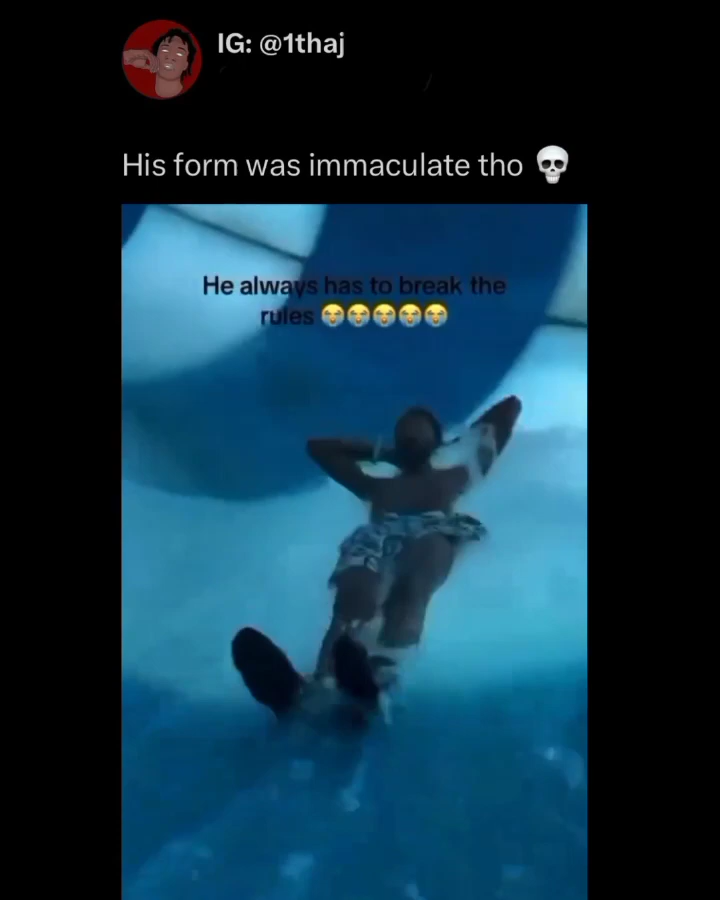 IG: @1thaj
His form was immaculate tho 💀
He always has to break the
rules 😭😭😭😭😭